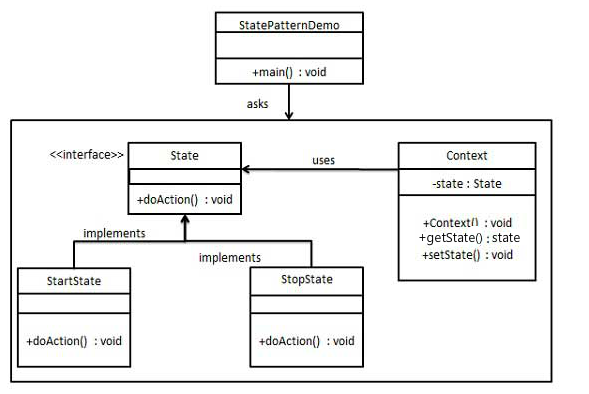 StatePatternDemo
+main() : void
asks
<<interface>>
State
+doAction() : void
uses
Context
-state : State
+Context() : void
+getState() : state
+setState() : void
implements
implements
StartState
+doAction() : void
StopState
+doAction() : void